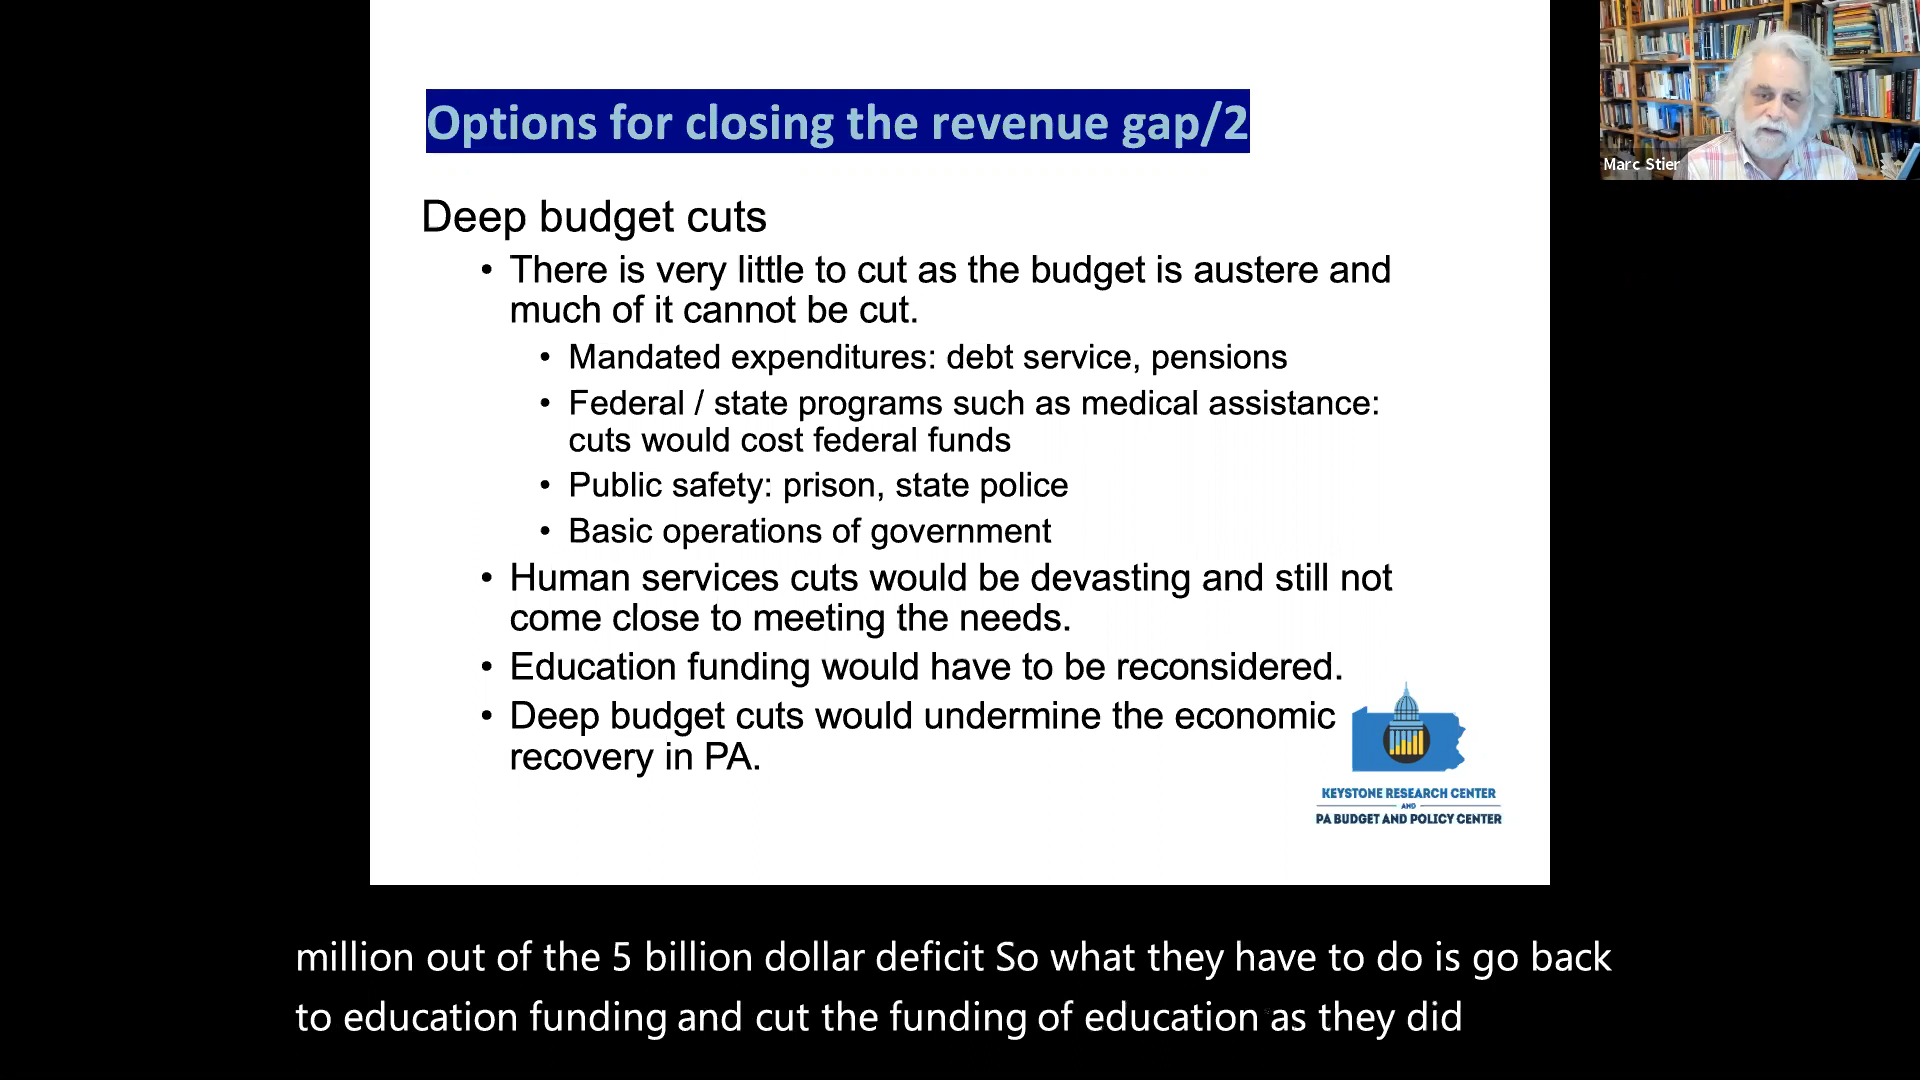 Options for closing the revenue gap/2
Marc Stier
Deep budget cuts
• There is very little to cut as the budget is austere and
much of it cannot be cut.
• Mandated expenditures: debt service, pensions
• Federal / state programs such as medical assistance:
cuts would cost federal funds
• Public safety: prison, state police
• Basic operations of government
• Human services cuts would be devasting and still not
come close to meeting the needs.
• Education funding would have to be reconsidered.
• Deep budget cuts would undermine the economic
recovery in PA.
KEYSTONE RESEARCH CENTER
AND
PA BUDGET AND POLICY CENTER
million out of the 5 billion dollar deficit So what they have to do is go back
to education funding and cut the funding of education as they did